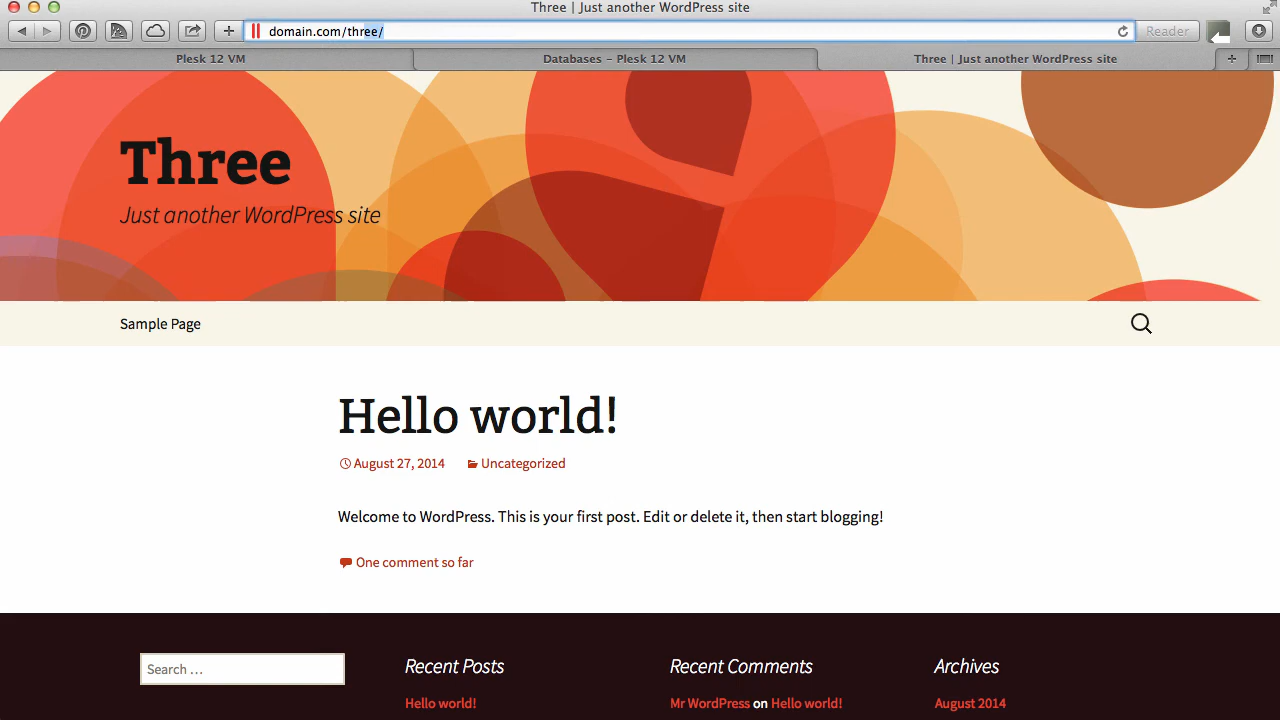 Three | Just another WordPress site
domain.com/three/
Reader
Plesk 12 VM
Databases – Plesk 12 VM
Three | Just another WordPress site
Three
Just another WordPress site
Sample Page
Hello world!
August 27, 2014 Uncategorized
Welcome to WordPress. This is your first post. Edit or delete it, then start blogging!
One comment so far
Search …
Recent Posts
Recent Comments
Archives
Hello world!
Mr WordPress on Hello world!
August 2014